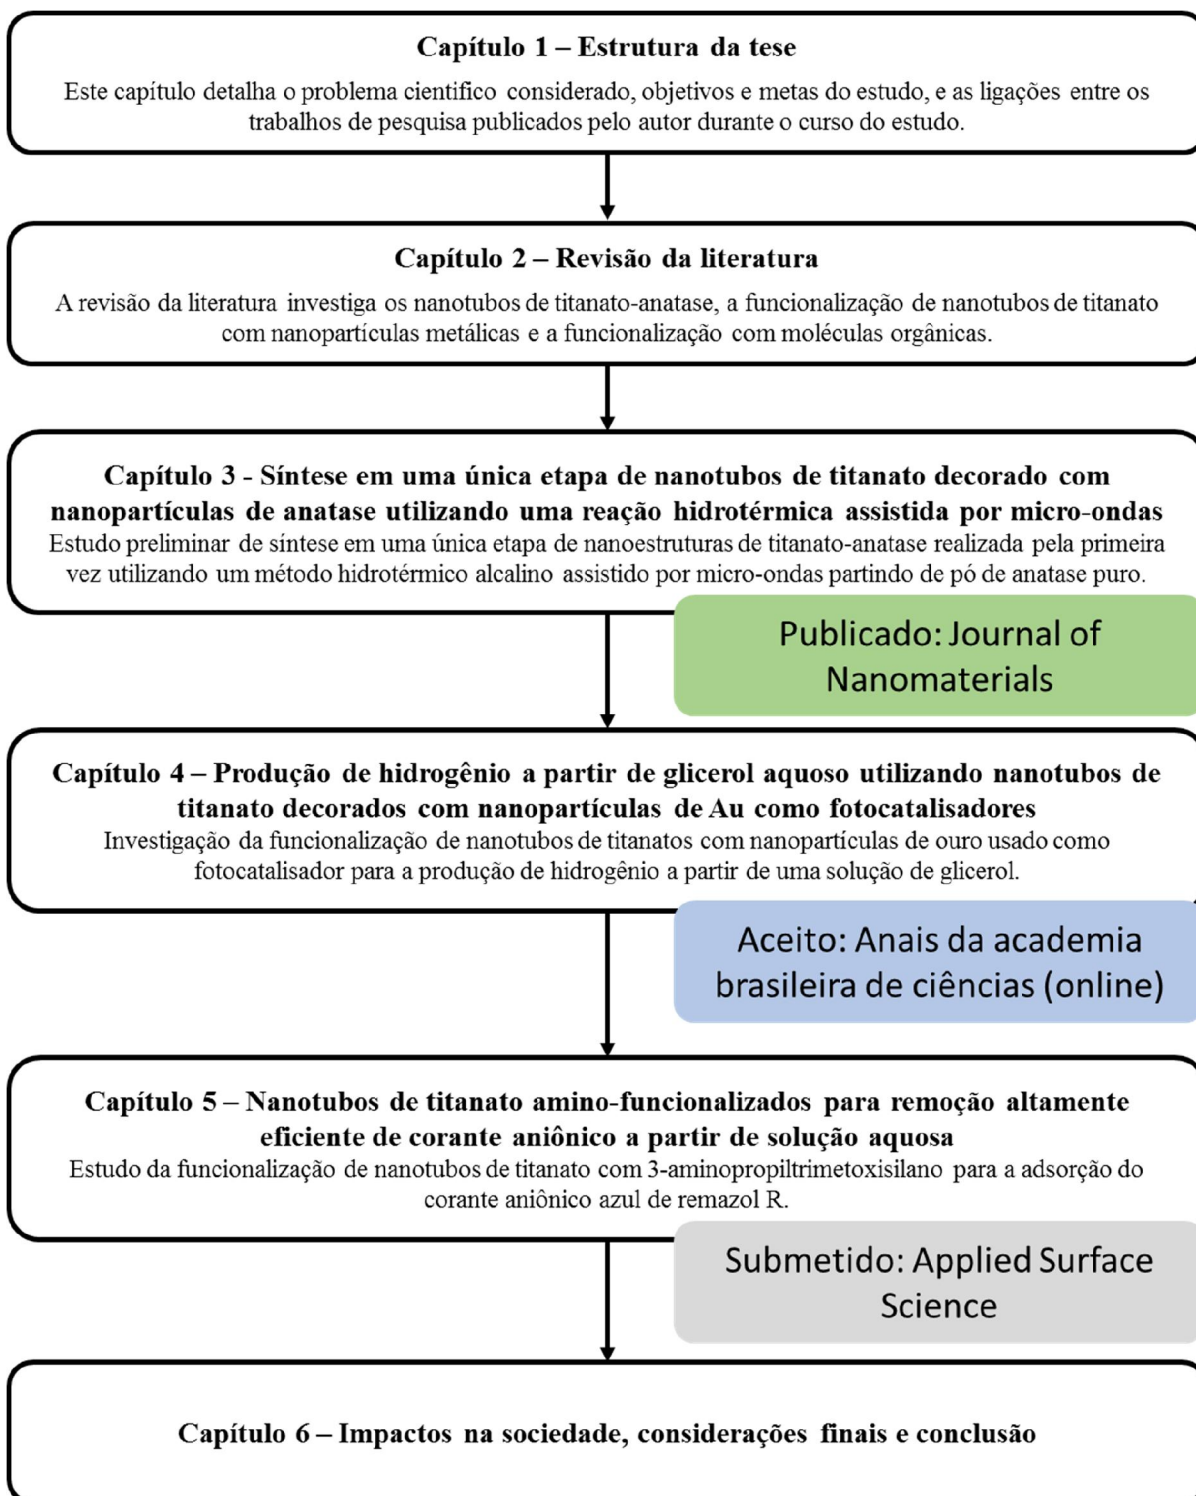 Capítulo 1 – Estrutura da tese
Este capítulo detalha o problema cientifico considerado, objetivos e metas do estudo, e as ligações entre os
trabalhos de pesquisa publicados pelo autor durante o curso do estudo.
Capítulo 2 – Revisão da literatura
A revisão da literatura investiga os nanotubos de titanato-anatase, a funcionalização de nanotubos de titanato
com nanopartículas metálicas e a funcionalização com moléculas orgânicas.
Capítulo 3 - Síntese em uma única etapa de nanotubos de titanato decorado com
nanopartículas de anatase utilizando uma reação hidrotérmica assistida por micro-ondas
Estudo preliminar de síntese em uma única etapa de nanoestruturas de titanato-anatase realizada pela primeira
vez utilizando um método hidrotérmico alcalino assistido por micro-ondas partindo de pó de anatase puro.
Publicado: Journal of
Nanomaterials
Capítulo 4 – Produção de hidrogênio a partir de glicerol aquoso utilizando nanotubos de
titanato decorados com nanopartículas de Au como fotocatalisadores
Investigação da funcionalização de nanotubos de titanatos com nanopartículas de ouro usado como
fotocatalisador para a produção de hidrogênio a partir de uma solução de glicerol.
Aceito: Anais da academia
brasileira de ciências (online)
Capítulo 5 – Nanotubos de titanato amino-funcionalizados para remoção altamente
eficiente de corante aniônico a partir de solução aquosa
Estudo da funcionalização de nanotubos de titanato com 3-aminopropiltrimetoxisilano para a adsorção do
corante aniônico azul de remazol R.
Submetido: Applied Surface
Science
Capítulo 6 – Impactos na sociedade, considerações finais e conclusão